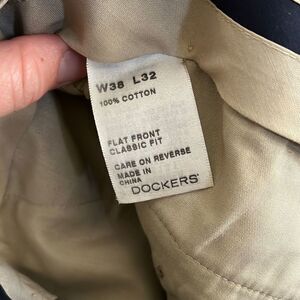 W38 L32
100% COTTON
FLAT FRONT
CLASSIC FIT
CARE ON REVERSE
MADE IN
CHINA
DOCKERS®